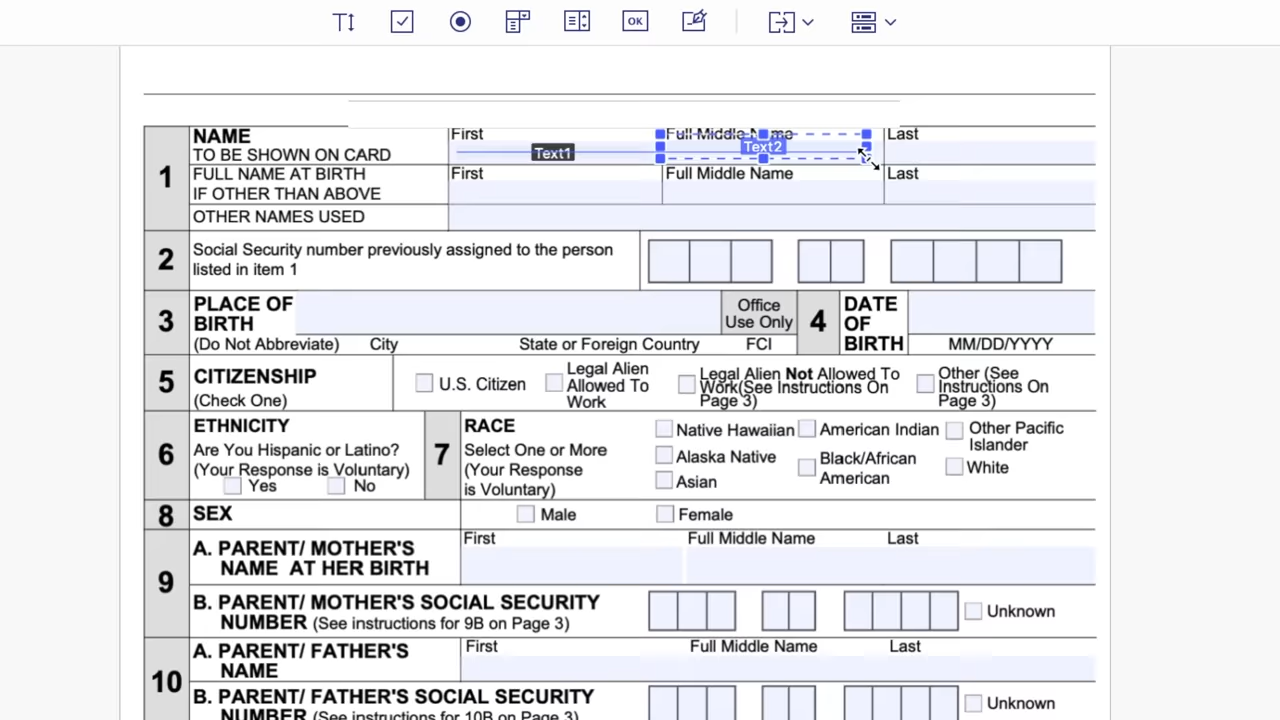 T
OK
NAME
TO BE SHOWN ON CARD
First
Full Middle Name
Last
Text1
Text2
1
FULL NAME AT BIRTH
IF OTHER THAN ABOVE
First
Full Middle Name
Last
OTHER NAMES USED
2
Social Security number previously assigned to the person
listed in item 1
3
PLACE OF
BIRTH
(Do Not Abbreviate)
City
State or Foreign Country
Office
Use Only
FCI
4
DATE
OF
BIRTH
MM/DD/YYYY
5
CITIZENSHIP
(Check One)
U.S. Citizen
Legal Alien
Allowed To
Work
Legal Alien Not Allowed To
Work(See Instructions On
Page 3)
Other (See
Instructions On
Page 3)
6
ETHNICITY
Are You Hispanic or Latino?
(Your Response is Voluntary)
Yes
No
7
RACE
Select One or More
(Your Response
is Voluntary)
Native Hawaiian
Alaska Native
Asian
American Indian
Black/African
American
Other Pacific
Islander
White
8
SEX
Male
Female
9
A. PARENT/ MOTHER'S
NAME AT HER BIRTH
First
Full Middle Name
Last
B. PARENT/ MOTHER'S SOCIAL SECURITY
NUMBER (See instructions for 9B on Page 3)
Unknown
10
A. PARENT/ FATHER'S
NAME
First
Full Middle Name
Last
B. PARENT/ FATHER'S SOCIAL SECURITY
NUMBER (See instructions for 10B on Page 3)
Unknown